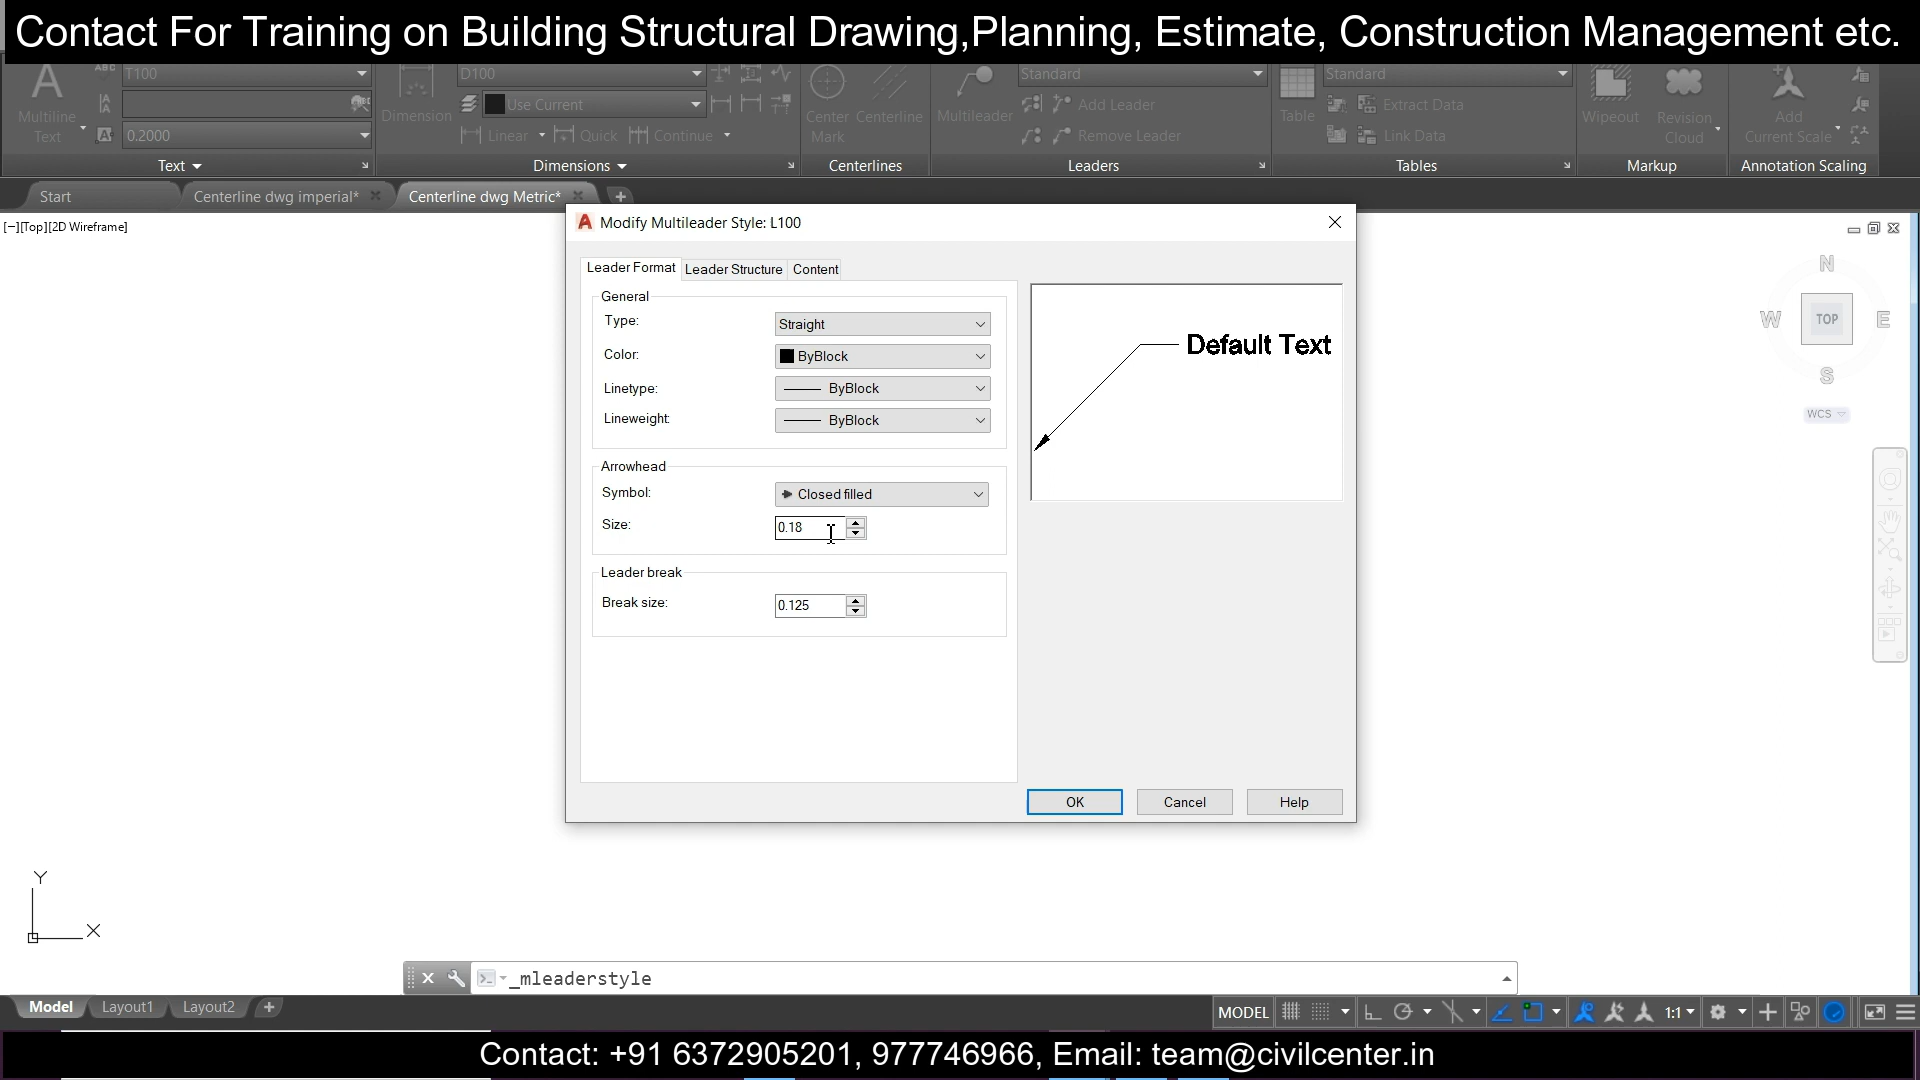 Contact For Training on Building Structural Drawing,Planning, Estimate, Construction Management etc.
T100
D100
Standard
Standard
Use Current
Add Leader
Extract Data
Multiline
Text
Dimension
Center
Mark
Centerline
Multileader
Table
Wipeout
Revision
Cloud
Add
Current Scale
0.2000
Linear
Quick
Continue
Remove Leader
Link Data
Text
Dimensions
Centerlines
Leaders
Tables
Markup
Annotation Scaling
Start
Centerline dwg imperial*
Centerline dwg Metric*
[−][Top][2D Wireframe]
Modify Multileader Style: L100
Leader Format
Leader Structure
Content
General
Type:
Straight
Color:
ByBlock
Linetype:
ByBlock
Lineweight:
ByBlock
Default Text
Arrowhead
Symbol:
Closed filled
Size:
0.18
Leader break
Break size:
0.125
OK
Cancel
Help
N
W
TOP
E
S
WCS
Y
X
_mleaderstyle
Model
Layout1
Layout2
MODEL
1:1
Contact: +91 6372905201, 977746966, Email: team@civilcenter.in